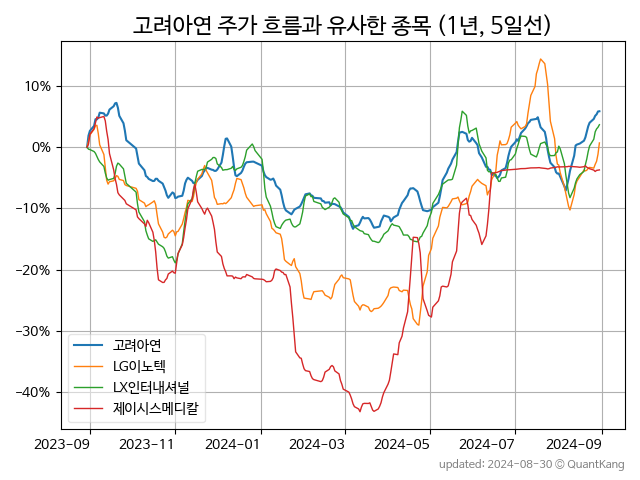 고려아연 주가 흐름과 유사한 종목 (1년, 5일선)
10%
0%
−10%
−20%
−30%
−40%
고려아연
LG이노텍
LX인터내셔널
제이시스메디칼
2023-09 2023-11 2024-01 2024-03 2024-05 2024-07 2024-09
updated: 2024-08-30 © QuantKang